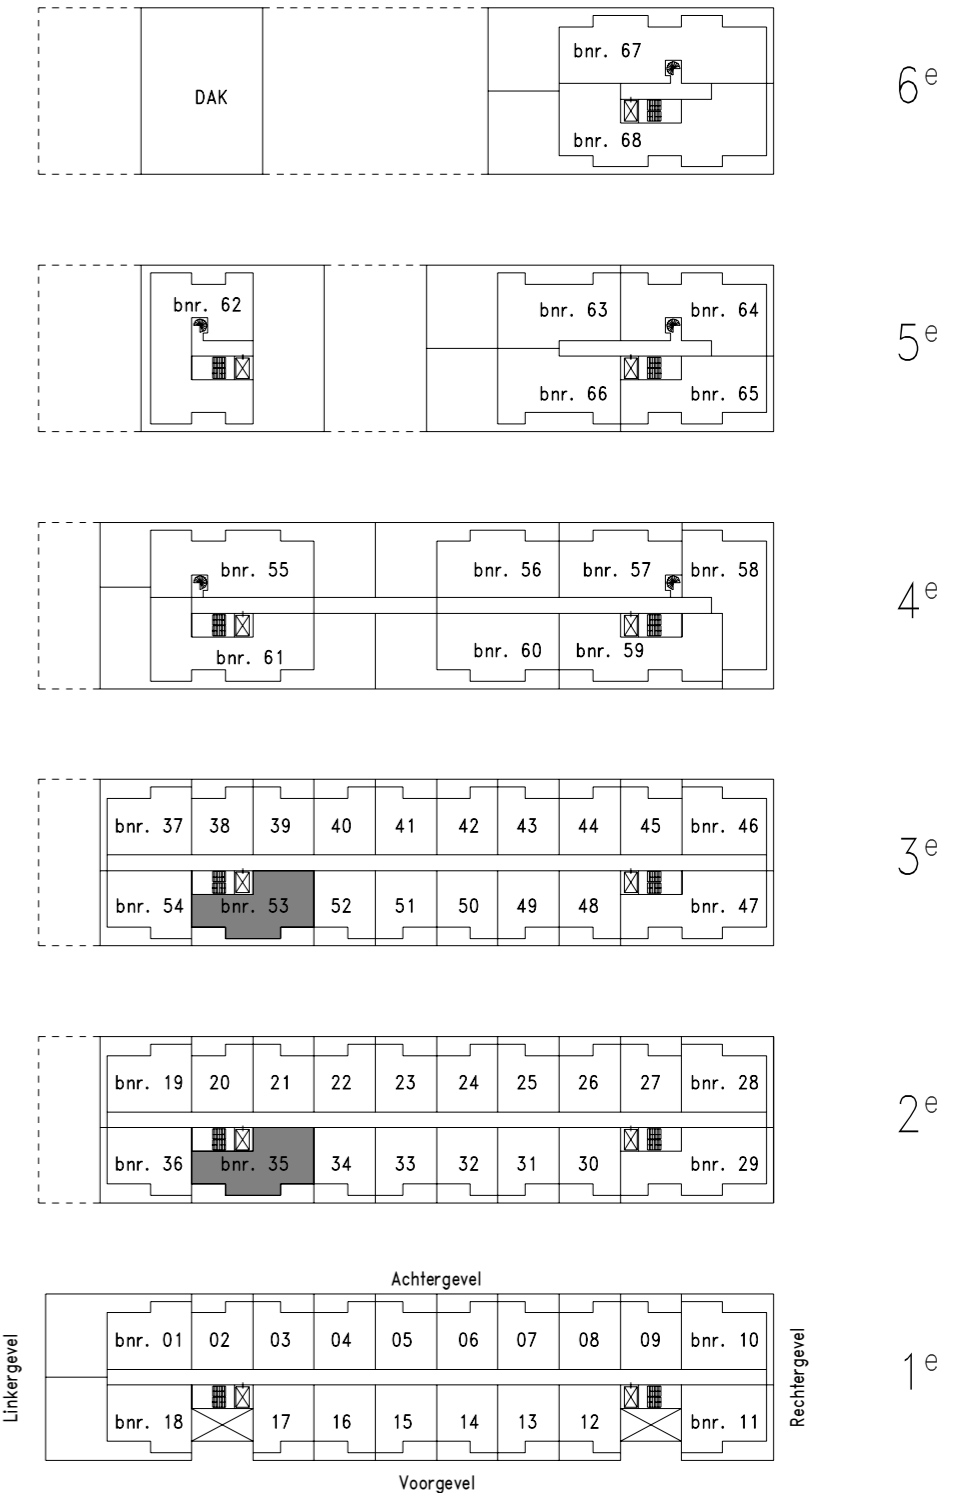 bnr. 67
DAK
6e
bnr. 68
bnr. 62
bnr. 63
bnr. 64
5e
bnr. 66
bnr. 65
bnr. 55
bnr. 56
bnr. 57
bnr. 58
4e
bnr. 61
bnr. 60
bnr. 59
bnr. 37 38 39 40 41 42 43 44 45 bnr. 46
3e
bnr. 54 bnr. 53 52 51 50 49 48 bnr. 47
bnr. 19 20 21 22 23 24 25 26 27 bnr. 28
2e
bnr. 36 bnr. 35 34 33 32 31 30 bnr. 29
Achtergevel
bnr. 01 02 03 04 05 06 07 08 09 bnr. 10
Linkergevel
Rechtergevel
1e
bnr. 18 17 16 15 14 13 12 bnr. 11
Voorgevel